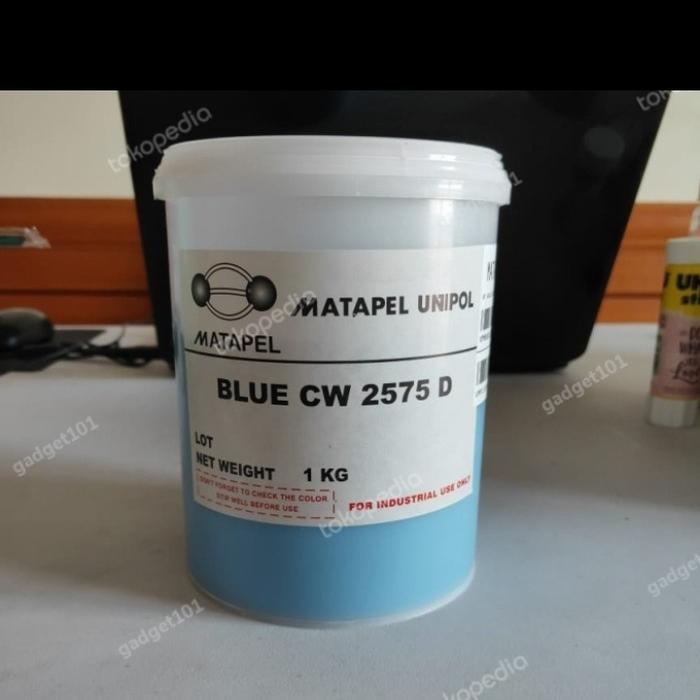 MATAPEL UNIPOL
MATAPEL
BLUE CW 2575 D
LOT
NET WEIGHT 1 KG
DON'T FORGET TO CHECK THE COLOR
STIR WELL BEFORE USE
FOR INDUSTRIAL USE ONLY
tokopedia
tokopedia
tokopedia
tokopedia
gadget101
gadget101
gadget101
gadget101